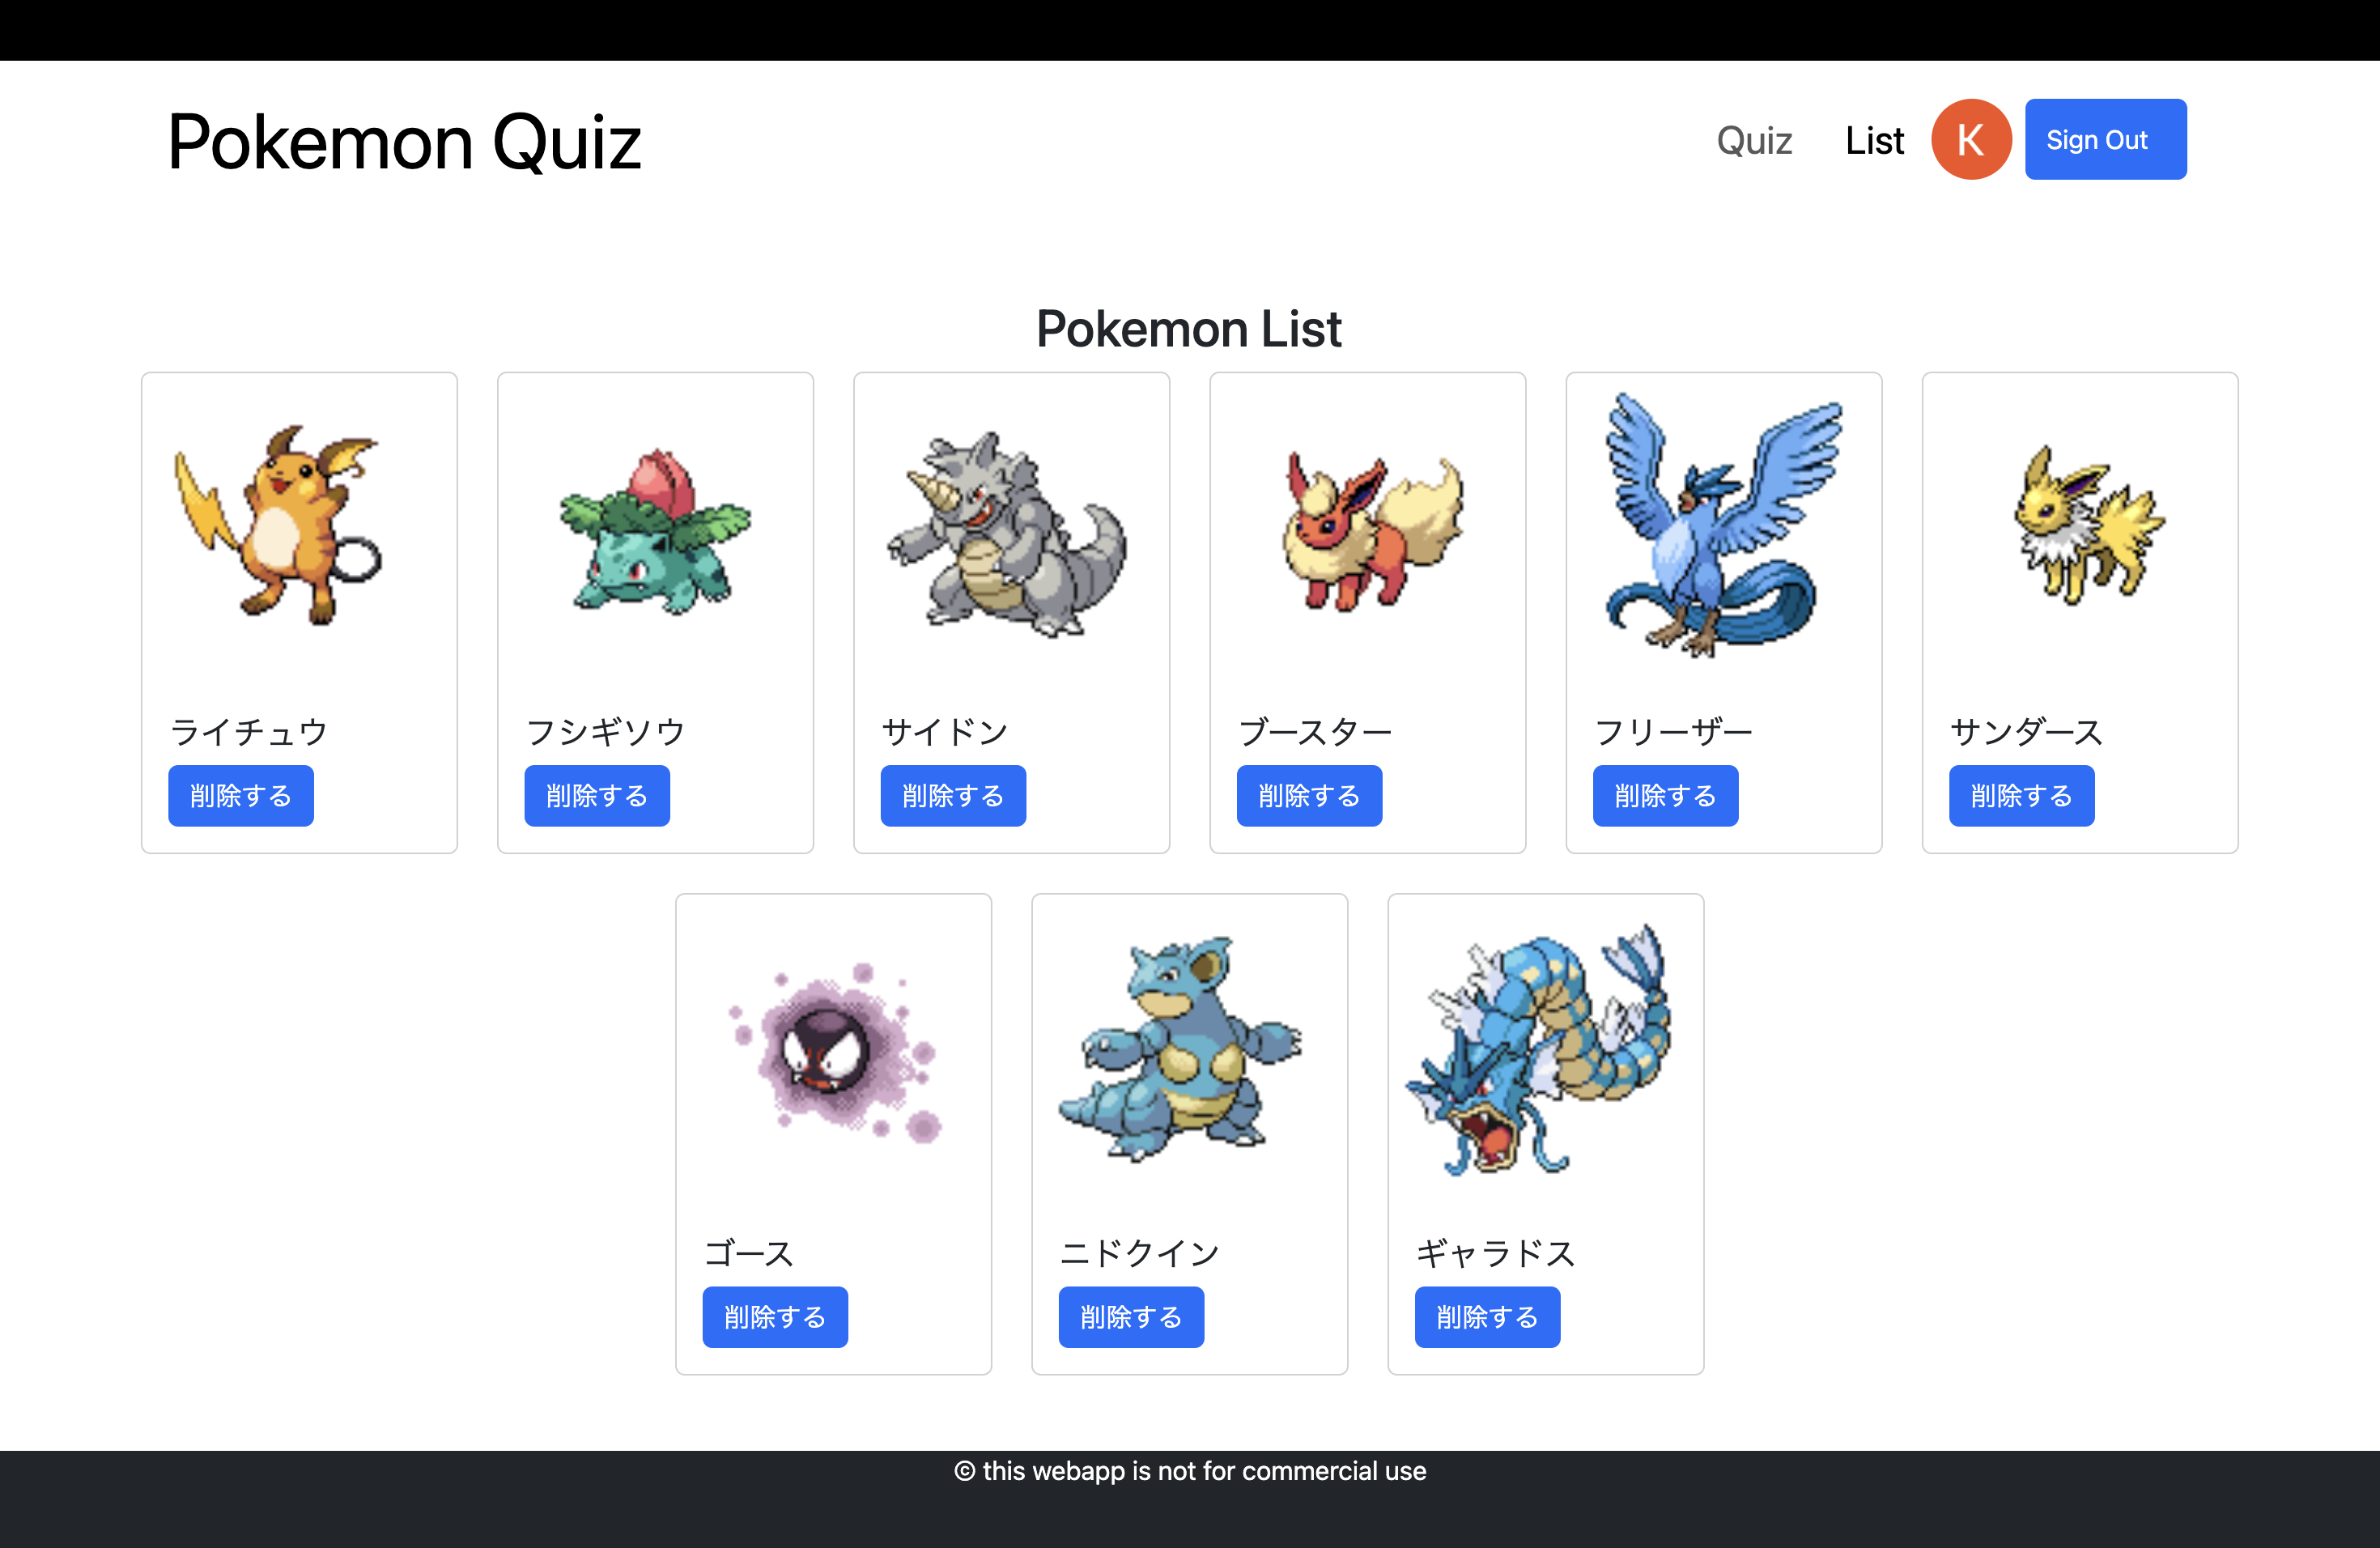 Pokemon Quiz
Quiz
List
K
Sign Out
Pokemon List
ライチュウ
削除する
フシギソウ
削除する
サイドン
削除する
ブースター
削除する
フリーザー
削除する
サンダース
削除する
ゴース
削除する
ニドクイン
削除する
ギャラドス
削除する
© this webapp is not for commercial use